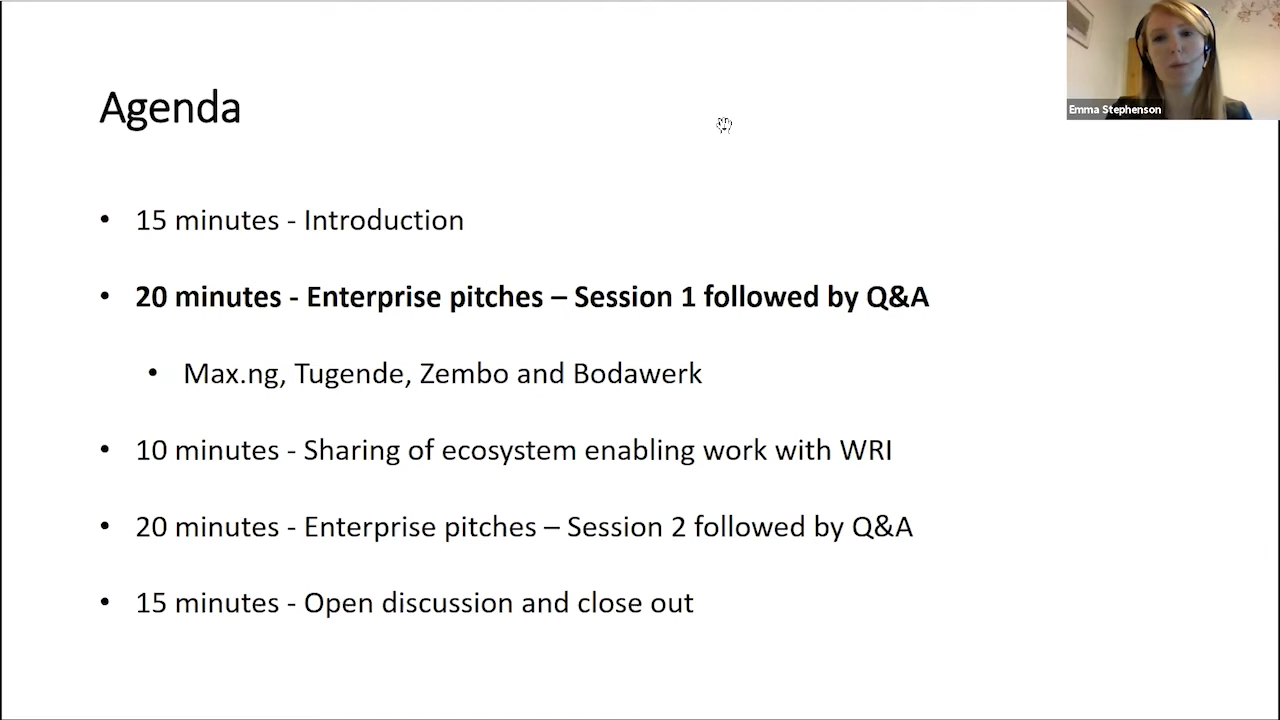 Emma Stephenson
Agenda
• 15 minutes - Introduction
• 20 minutes - Enterprise pitches – Session 1 followed by Q&A
• Max.ng, Tugende, Zembo and Bodawerk
• 10 minutes - Sharing of ecosystem enabling work with WRI
• 20 minutes - Enterprise pitches – Session 2 followed by Q&A
• 15 minutes - Open discussion and close out